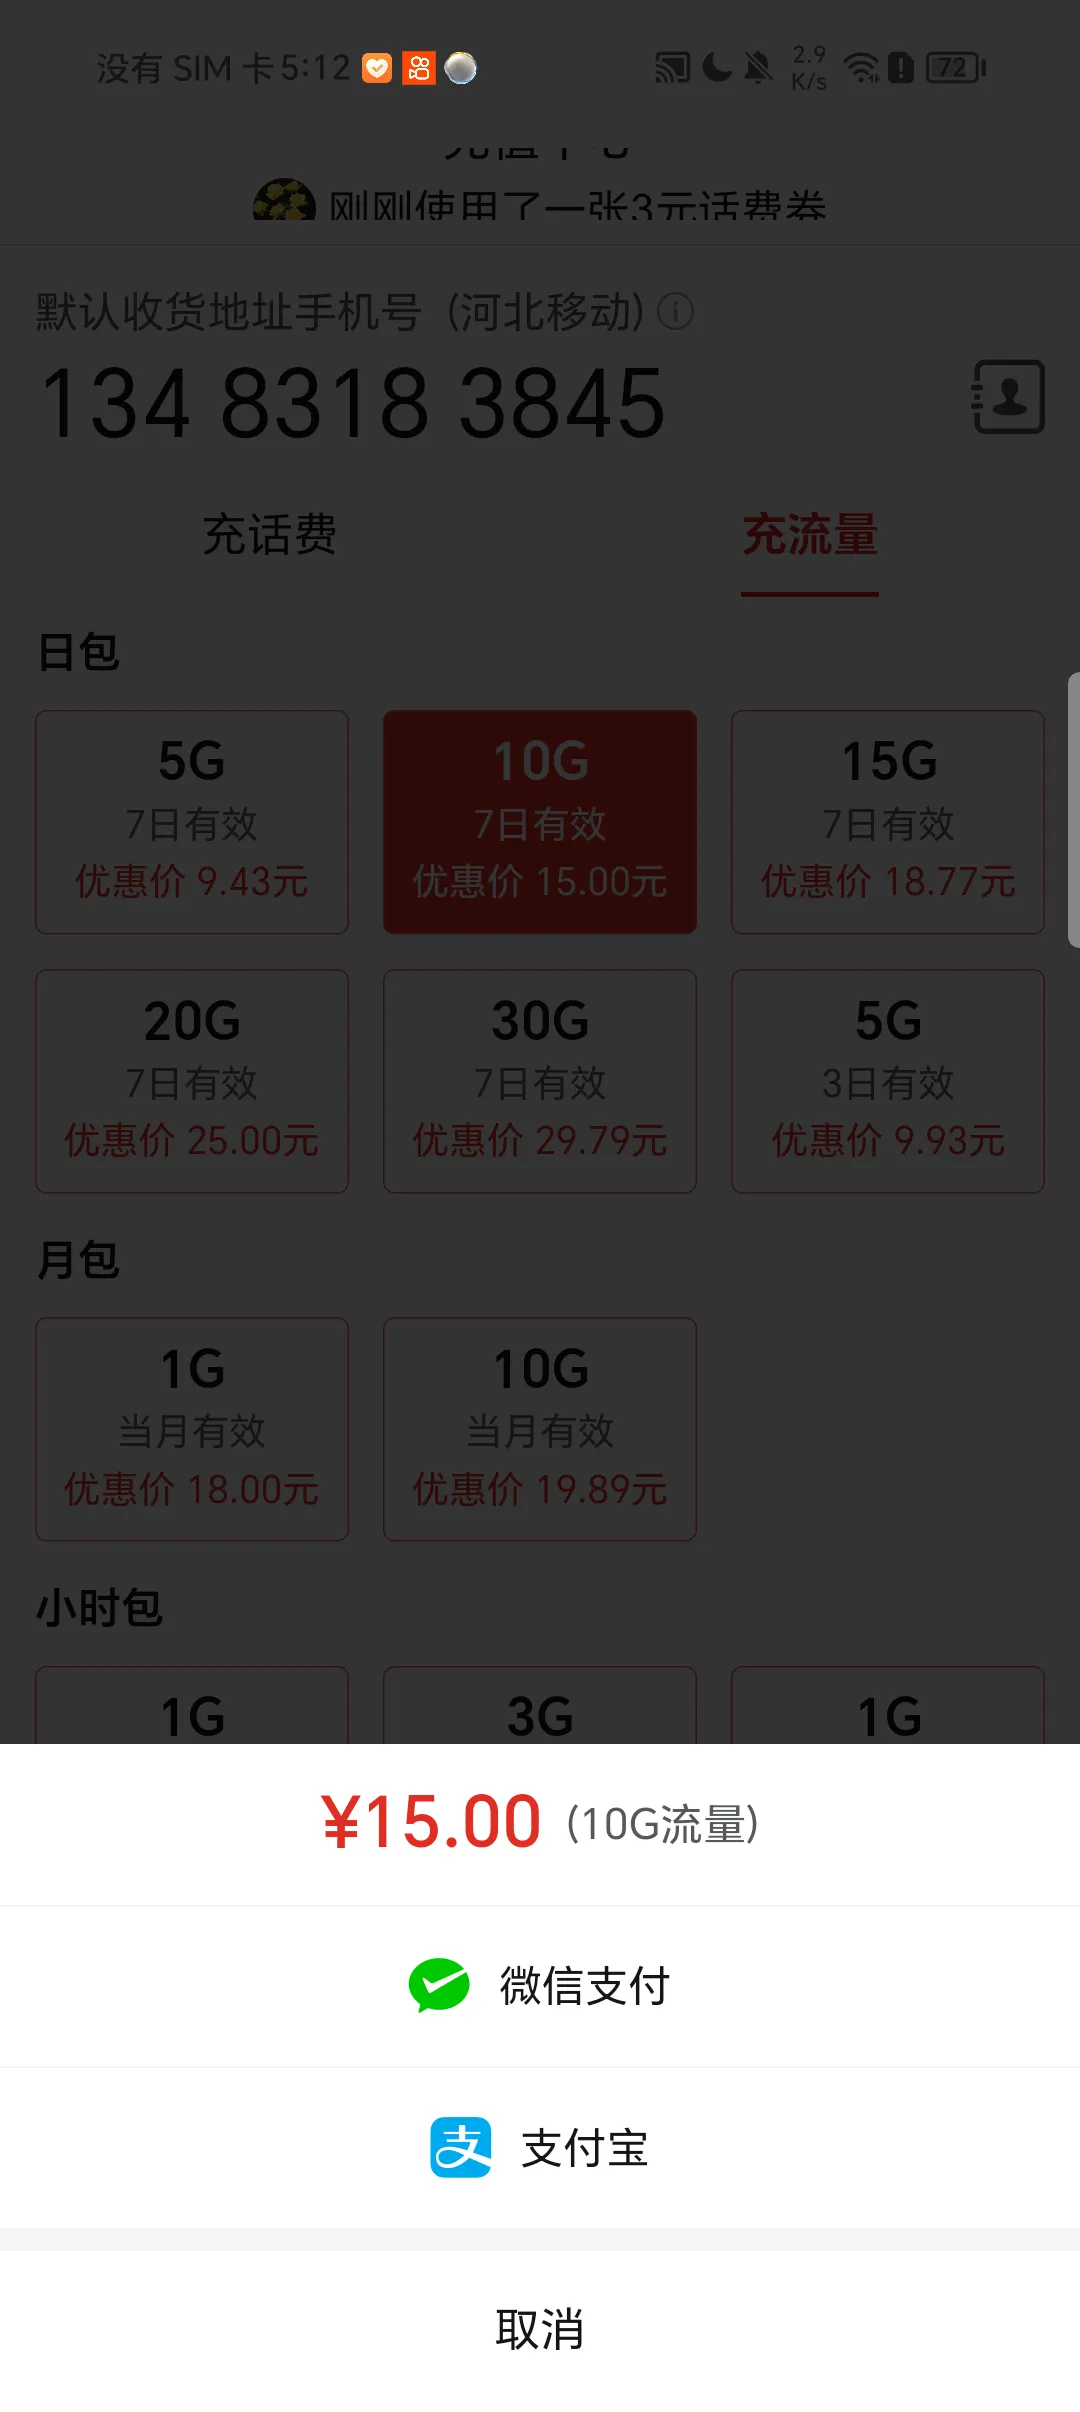 没有 SIM 卡 5:12 2.9 K/s 72
充值中心
刚刚使用了一张3元话费券
默认收货地址手机号 (河北移动)
134 8318 3845
充话费 充流量
日包
5G 10G 15G
7日有效 7日有效 7日有效
优惠价 9.43元 优惠价 15.00元 优惠价 18.77元
20G 30G 5G
7日有效 7日有效 3日有效
优惠价 25.00元 优惠价 29.79元 优惠价 9.93元
月包
1G 10G
当月有效 当月有效
优惠价 18.00元 优惠价 19.89元
小时包
1G 3G 1G
¥15.00 (10G流量)
微信支付
支 支付宝
取消